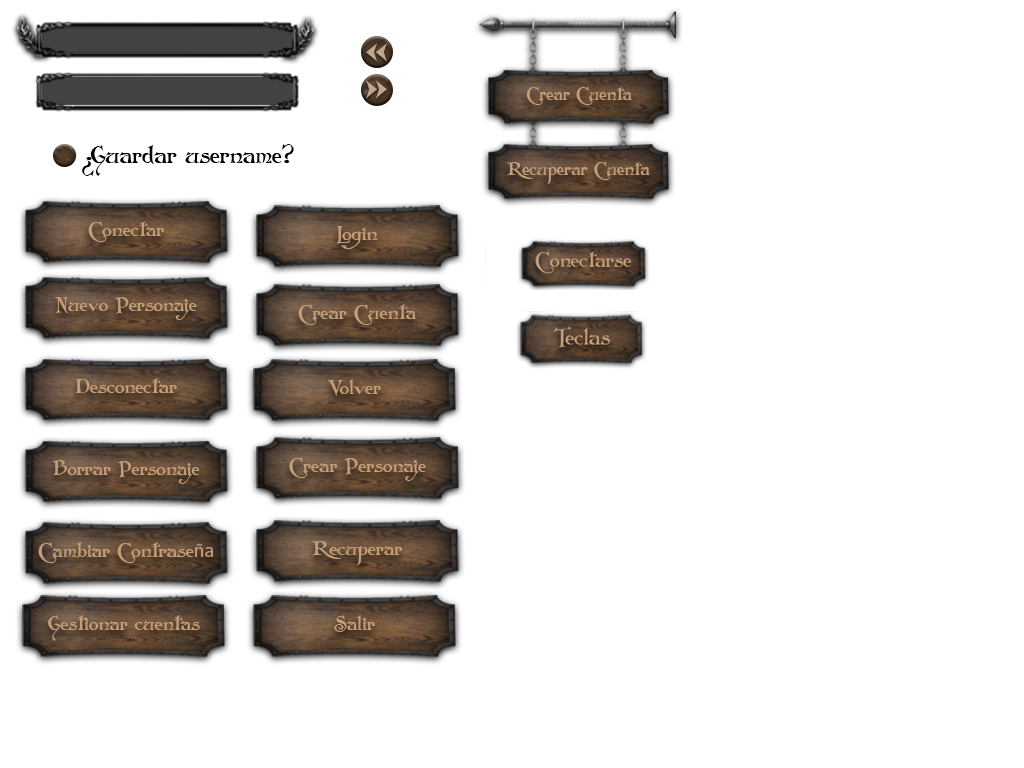 ¿Guardar username?
Conectar
Nuevo Personaje
Desconectar
Borrar Personaje
Cambiar Contraseña
Gestionar cuentas
Login
Crear Cuenta
Volver
Crear Personaje
Recuperar
Salir
Crear Cuenta
Recuperar Cuenta
Conectarse
Teclas